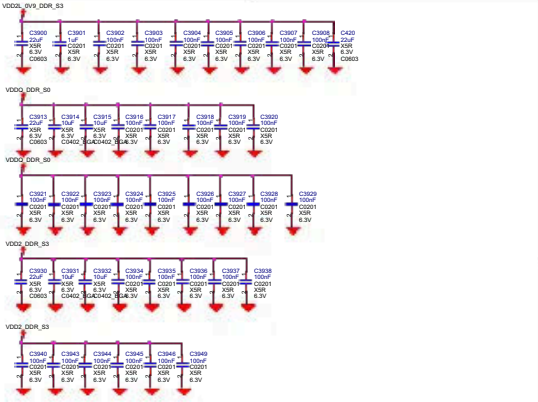 VDD2L_0V9_DDR_S3
C3900 C3901 C3902 C3903 C3904 C3905 C3906 C3907 C3908 C420
22uF 1uF 100nF 100nF 100nF 100nF 100nF 100nF 100nF 22uF
X5R C0201 C0201 C0201 C0201 C0201 C0201 C0201 C0201 X5R
6.3V X5R X5R X5R X5R X5R X5R X5R X5R 6.3V
C0603 6.3V 6.3V 6.3V 6.3V 6.3V 6.3V 6.3V 6.3V C0603
VDDQ_DDR_S0
C3913 C3914 C3915 C3916 C3917 C3918 C3919 C3920
22uF 10uF 10uF 100nF 100nF 100nF 100nF 100nF
X5R X5R X5R C0201 C0201 C0201 C0201 C0201
6.3V 6.3V 6.3V X5R X5R X5R X5R X5R
C0603 C0402_BGA C0402_BGA 6.3V 6.3V 6.3V 6.3V 6.3V
VDDQ_DDR_S0
C3921 C3922 C3923 C3924 C3925 C3926 C3927 C3928 C3929
100nF 100nF 100nF 100nF 100nF 100nF 100nF 100nF 100nF
C0201 C0201 C0201 C0201 C0201 C0201 C0201 C0201 C0201
X5R X5R X5R X5R X5R X5R X5R X5R X5R
6.3V 6.3V 6.3V 6.3V 6.3V 6.3V 6.3V 6.3V 6.3V
VDD2_DDR_S3
C3930 C3931 C3932 C3934 C3935 C3936 C3937 C3938
22uF 10uF 10uF 100nF 100nF 100nF 100nF 100nF
X5R X5R X5R C0201 C0201 C0201 C0201 C0201
6.3V 6.3V 6.3V X5R X5R X5R X5R X5R
C0603 C0402_BGA C0402_BGA 6.3V 6.3V 6.3V 6.3V 6.3V
VDD2_DDR_S3
C3940 C3943 C3944 C3945 C3946 C3949
100nF 100nF 100nF 100nF 100nF 100nF
C0201 C0201 C0201 C0201 C0201 C0201
X5R X5R X5R X5R X5R X5R
6.3V 6.3V 6.3V 6.3V 6.3V 6.3V